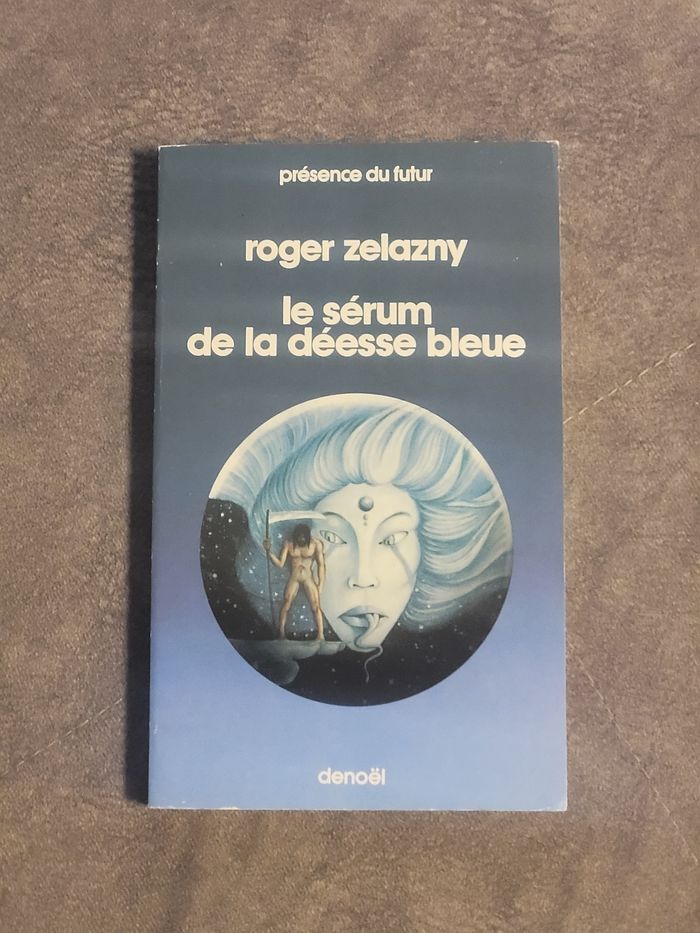 présence du futur
roger zelazny
le sérum
de la déesse bleue
denoël